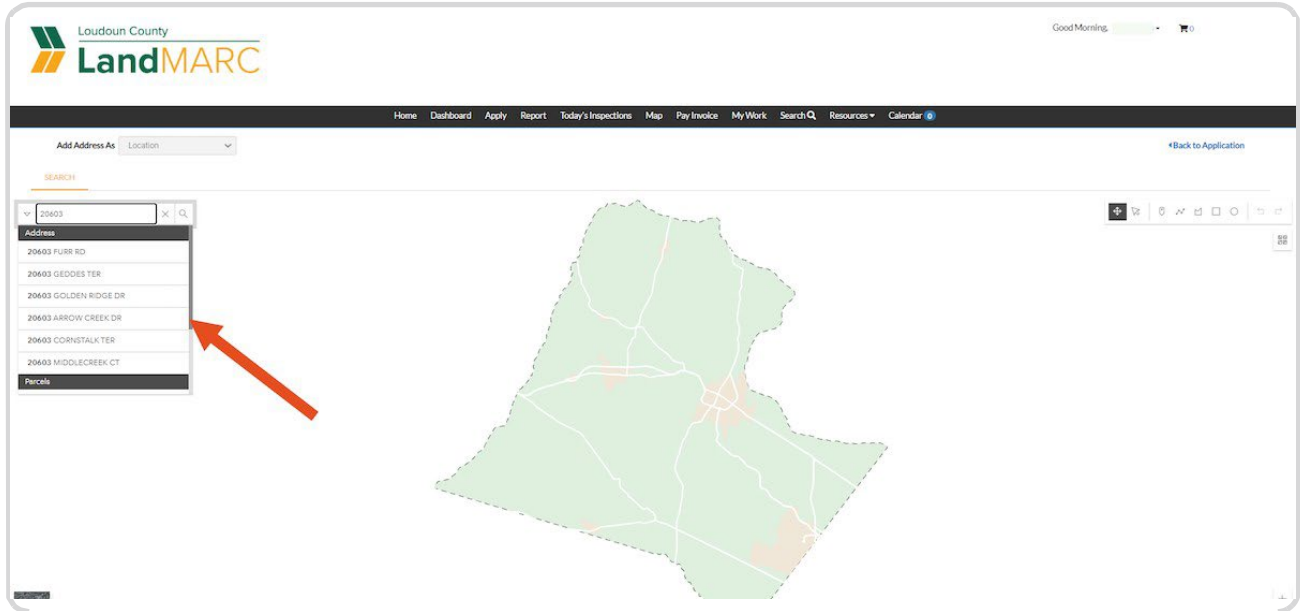 Loudoun County
LandMARC
Good Morning,
0
Home Dashboard Apply Report Today's Inspections Map Pay Invoice My Work Search Resources Calendar 0
Add Address As Location
Back to Application
SEARCH
20603
Address
20603 FURR RD
20603 GEDDES TER
20603 GOLDEN RIDGE DR
20603 ARROW CREEK DR
20603 CORNSTALK TER
20603 MIDDLECREEK CT
Parcels